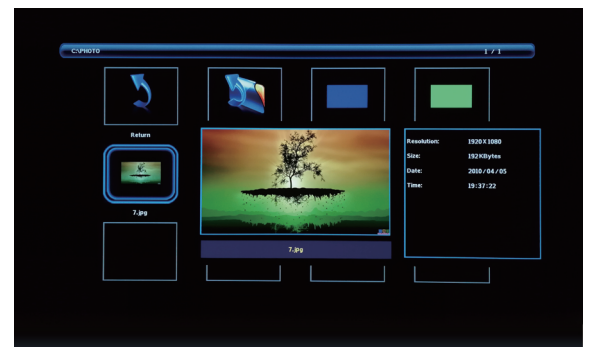 C:\PHOTO
1 / 1
Return
7.jpg
7.jpg
Resolution: 1920 X 1080
Size: 192 KBytes
Date: 2010 / 04 / 05
Time: 19 : 37 : 22